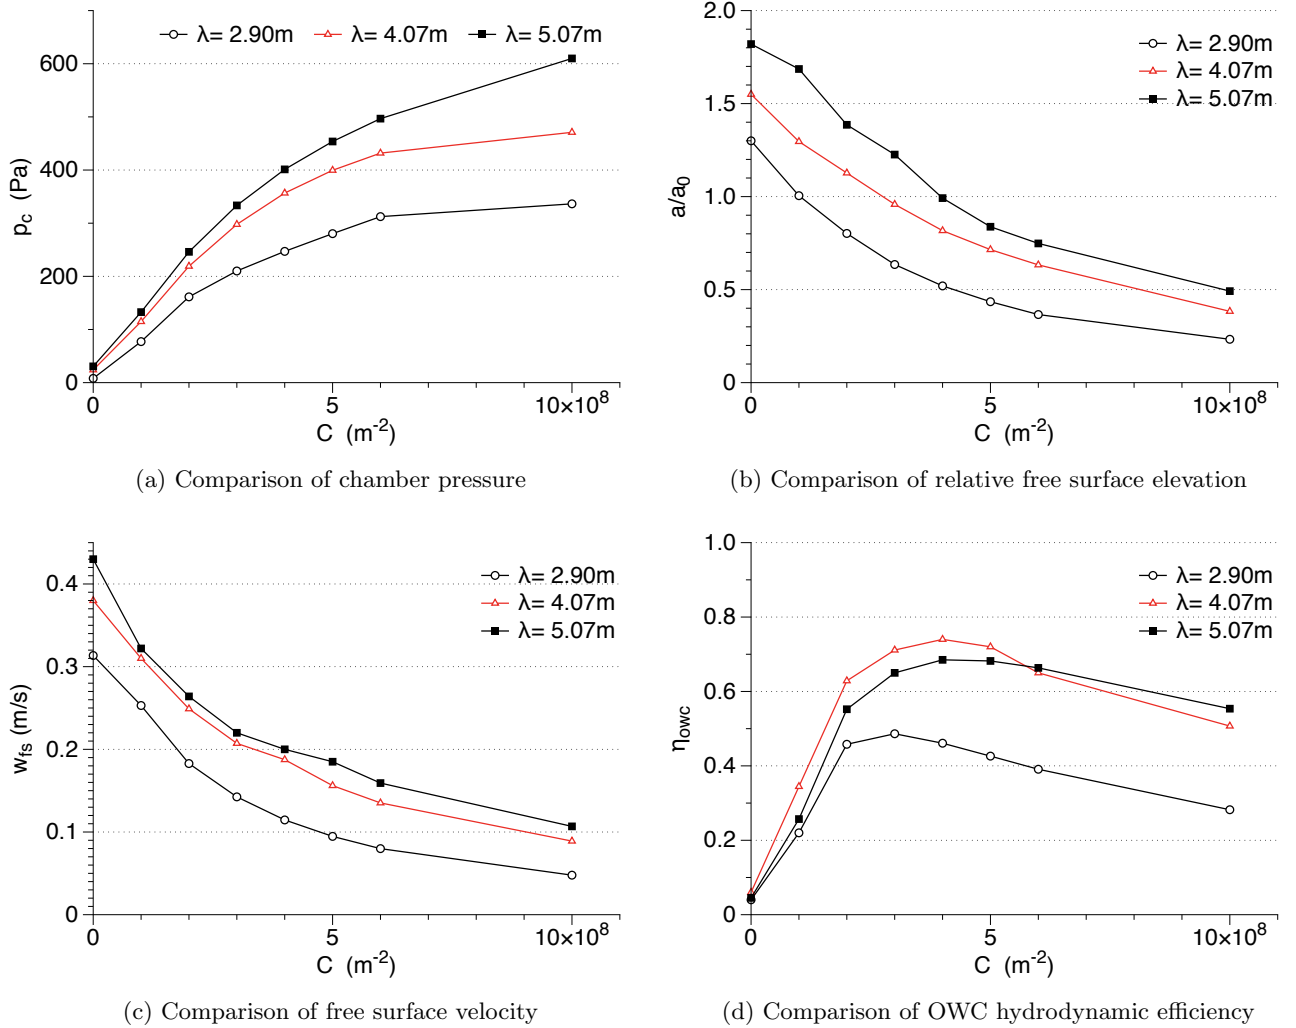 λ= 2.90m λ= 4.07m λ= 5.07m
600
400
200
0
p_c (Pa)
0 5 10×10⁸
C (m⁻²)
(a) Comparison of chamber pressure
2.0
1.5
1.0
0.5
0
a/a₀
λ= 2.90m
λ= 4.07m
λ= 5.07m
0 5 10×10⁸
C (m⁻²)
(b) Comparison of relative free surface elevation
0.4
0.3
0.2
0.1
0
w_fs (m/s)
λ= 2.90m
λ= 4.07m
λ= 5.07m
0 5 10×10⁸
C (m⁻²)
(c) Comparison of free surface velocity
1.0
0.8
0.6
0.4
0.2
0
η_owc
λ= 2.90m
λ= 4.07m
λ= 5.07m
0 5 10×10⁸
C (m⁻²)
(d) Comparison of OWC hydrodynamic efficiency